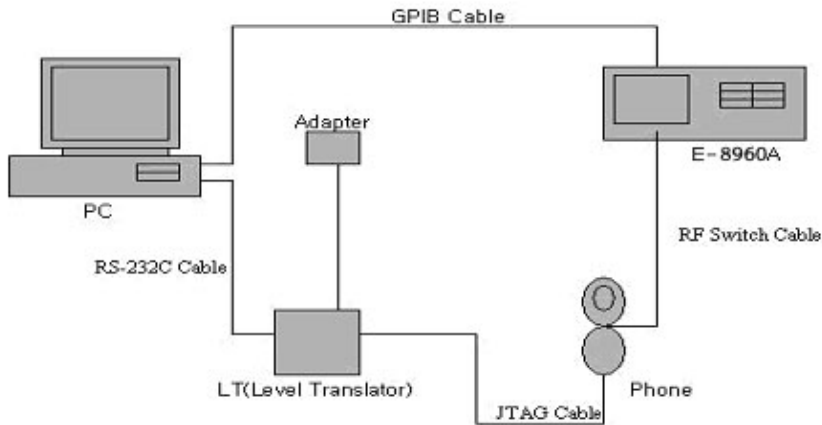 GPIB Cable
Adapter
E-8960A
PC
RF Switch Cable
RS-232C Cable
LT(Level Translator)
Phone
JTAG Cable